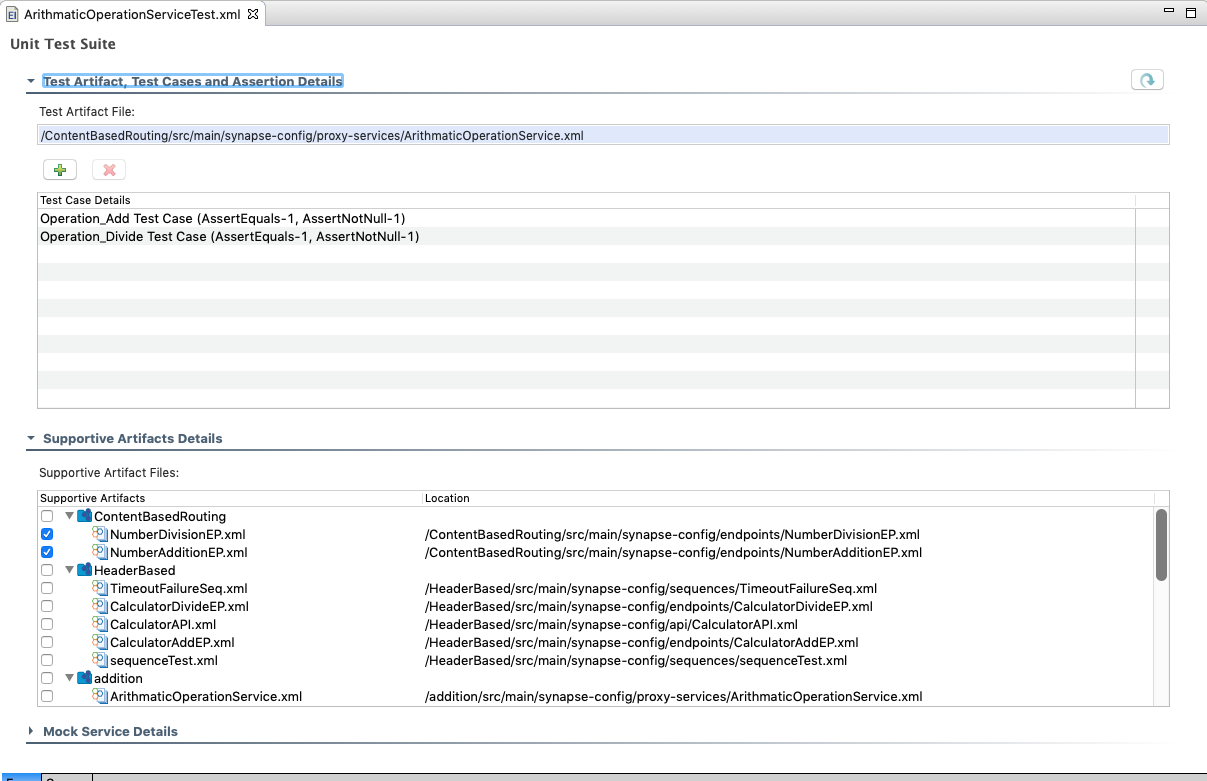 EI ArithmaticOperationServiceTest.xml
Unit Test Suite
Test Artifact, Test Cases and Assertion Details
Test Artifact File:
/ContentBasedRouting/src/main/synapse-config/proxy-services/ArithmaticOperationService.xml
Test Case Details
Operation_Add Test Case (AssertEquals-1, AssertNotNull-1)
Operation_Divide Test Case (AssertEquals-1, AssertNotNull-1)
Supportive Artifacts Details
Supportive Artifact Files:
Supportive Artifacts Location
ContentBasedRouting
NumberDivisionEP.xml /ContentBasedRouting/src/main/synapse-config/endpoints/NumberDivisionEP.xml
NumberAdditionEP.xml /ContentBasedRouting/src/main/synapse-config/endpoints/NumberAdditionEP.xml
HeaderBased
TimeoutFailureSeq.xml /HeaderBased/src/main/synapse-config/sequences/TimeoutFailureSeq.xml
CalculatorDivideEP.xml /HeaderBased/src/main/synapse-config/endpoints/CalculatorDivideEP.xml
CalculatorAPI.xml /HeaderBased/src/main/synapse-config/api/CalculatorAPI.xml
CalculatorAddEP.xml /HeaderBased/src/main/synapse-config/endpoints/CalculatorAddEP.xml
sequenceTest.xml /HeaderBased/src/main/synapse-config/sequences/sequenceTest.xml
addition
ArithmaticOperationService.xml /addition/src/main/synapse-config/proxy-services/ArithmaticOperationService.xml
Mock Service Details